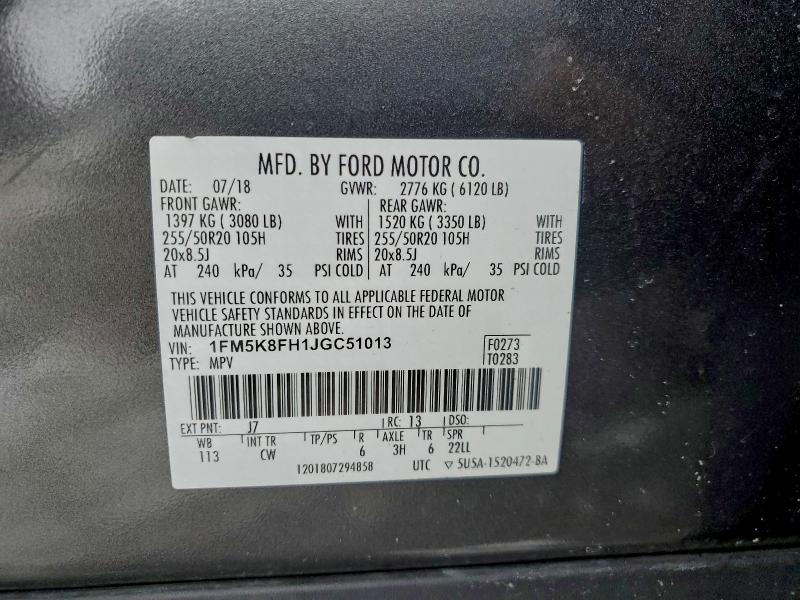 MFD. BY FORD MOTOR CO.
DATE: 07/18 GVWR: 2776 KG ( 6120 LB)
FRONT GAWR: REAR GAWR:
1397 KG ( 3080 LB) WITH 1520 KG ( 3350 LB) WITH
255/50R20 105H TIRES 255/50R20 105H TIRES
20x8.5J RIMS 20x8.5J RIMS
AT 240 kPa/ 35 PSI COLD AT 240 kPa/ 35 PSI COLD
THIS VEHICLE CONFORMS TO ALL APPLICABLE FEDERAL MOTOR
VEHICLE SAFETY STANDARDS IN EFFECT ON THE DATE OF
MANUFACTURE SHOWN ABOVE.
VIN: 1FM5K8FH1JGC51013 F0273
TYPE: MPV T0283
EXT PNT: J7 RC: 13 DSO:
WB INT TR TP/PS R AXLE TR SPR
113 CW 6 3H 6 22LL
1201807294858 UTC ▽ 5U5A-1520472-BA